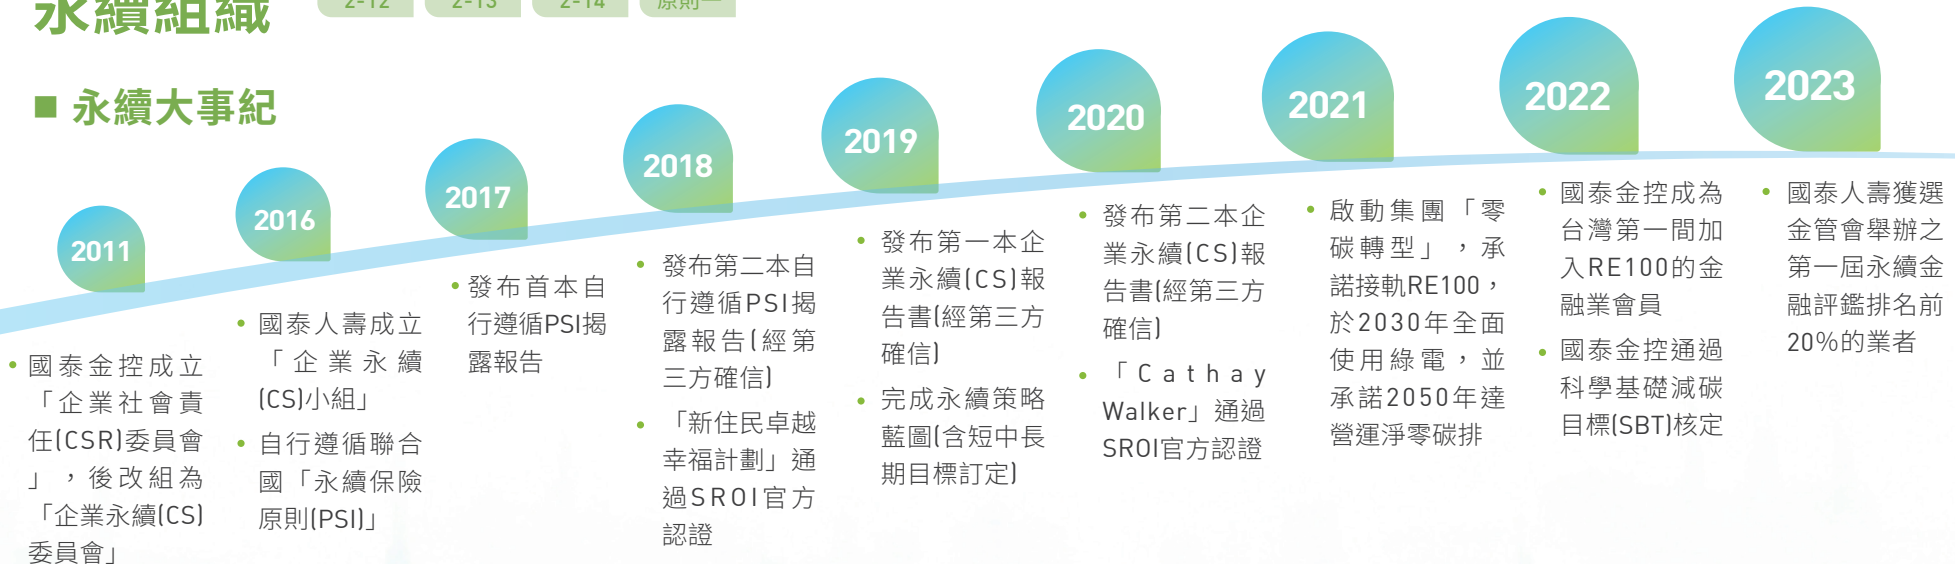 永續組織
2-12 2-13 2-14 原則一
■ 永續大事紀
2011
• 國泰金控成立
「企業社會責
任(CSR)委員會
」，後改組為
「企業永續(CS)
委員會」
2016
• 國泰人壽成立
「企業永續
(CS)小組」
• 自行遵循聯合
國「永續保險
原則(PSI)」
2017
• 發布首本自
行遵循PSI揭
露報告
2018
• 發布第二本自
行遵循PSI揭
露報告(經第
三方確信)
• 「新住民卓越
幸福計劃」通
過SROI官方
認證
2019
• 發布第一本企
業永續(CS)報
告書(經第三方
確信)
• 完成永續策略
藍圖(含短中長
期目標訂定)
2020
• 發布第二本企
業永續(CS)報
告書(經第三方
確信)
• 「Cathay
Walker」通過
SROI官方認證
2021
• 啟動集團「零
碳轉型」，承
諾接軌RE100，
於2030年全面
使用綠電，並
承諾2050年達
營運淨零碳排
2022
• 國泰金控成為
台灣第一間加
入RE100的金
融業會員
• 國泰金控通過
科學基礎減碳
目標(SBT)核定
2023
• 國泰人壽獲選
金管會舉辦之
第一屆永續金
融評鑑排名前
20%的業者